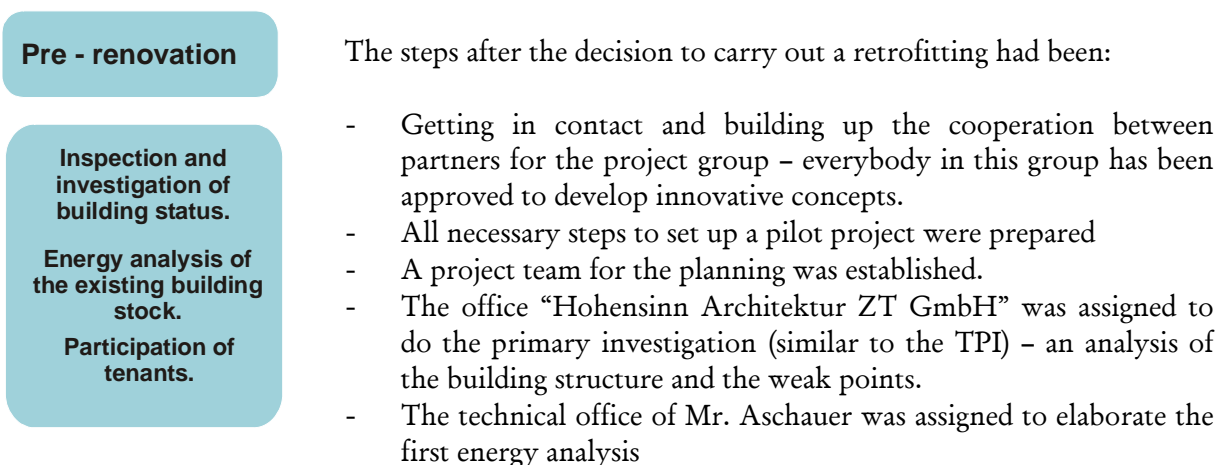 Pre - renovation
Inspection and
investigation of
building status.
Energy analysis of
the existing building
stock.
Participation of
tenants.
The steps after the decision to carry out a retrofitting had been:
- Getting in contact and building up the cooperation between
partners for the project group – everybody in this group has been
approved to develop innovative concepts.
- All necessary steps to set up a pilot project were prepared
- A project team for the planning was established.
- The office “Hohensinn Architektur ZT GmbH” was assigned to
do the primary investigation (similar to the TPI) – an analysis of
the building structure and the weak points.
- The technical office of Mr. Aschauer was assigned to elaborate the
first energy analysis